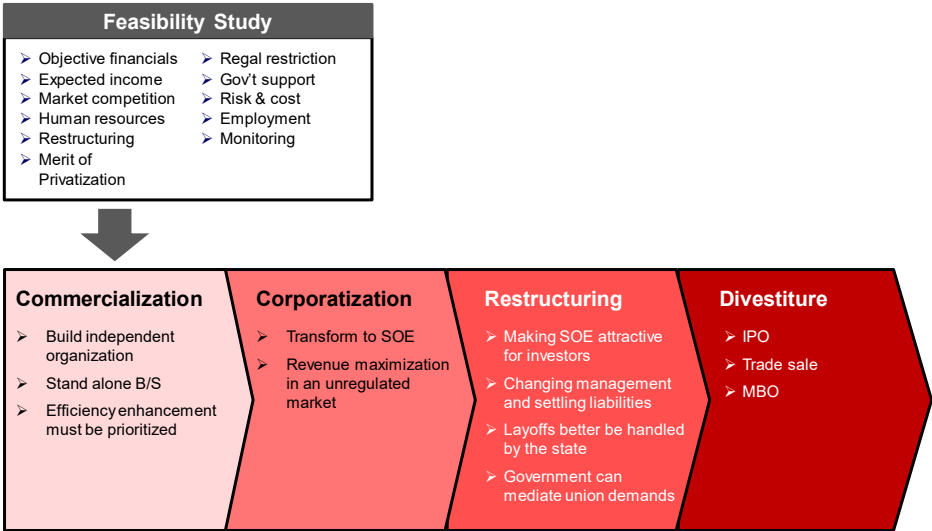 Feasibility Study
Objective financials
Expected income
Market competition
Human resources
Restructuring
Merit of
Privatization
Regal restriction
Gov’t support
Risk & cost
Employment
Monitoring
Commercialization
Build independent
organization
Stand alone B/S
Efficiency enhancement
must be prioritized
Corporatization
Transform to SOE
Revenue maximization
in an unregulated
market
Restructuring
Making SOE attractive
for investors
Changing management
and settling liabilities
Layoffs better be handled
by the state
Government can
mediate union demands
Divestiture
IPO
Trade sale
MBO